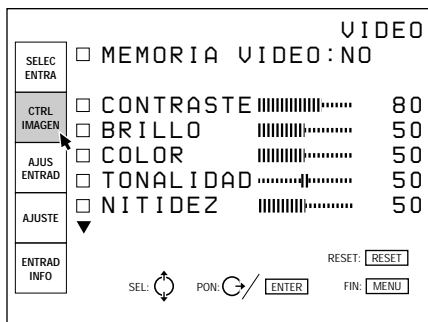 VIDEO
SELEC
ENTRA
MEMORIA VIDEO:NO
CTRL
IMAGEN
CONTRASTE 80
BRILLO 50
AJUS
ENTRAD
COLOR 50
TONALIDAD 50
AJUSTE
NITIDEZ 50
ENTRAD
INFO
RESET: RESET
SEL: PON: / ENTER FIN: MENU